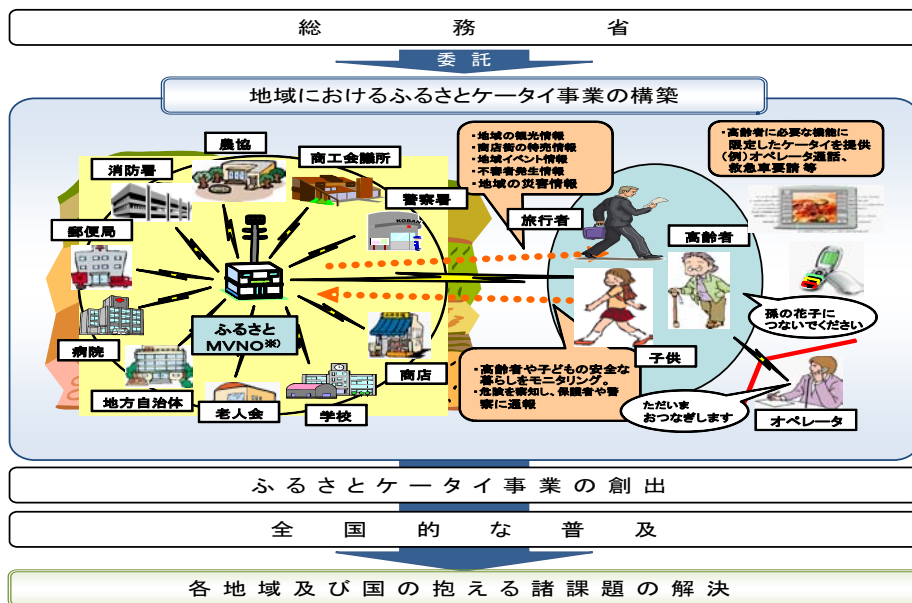 総務省
委託
地域におけるふるさとケータイ事業の構築
・地域の観光情報
・商店街の特売情報
・地域イベント情報
・不審者発生情報
・地域の災害情報
・高齢者に必要な機能に
限定したケータイを提供
(例)オペレータ通話、
救急車要請 等
農協
商工会議所
消防署
警察署
KOBAN
郵便局
旅行者
高齢者
ふるさと
MVNO※)
孫の花子に
つないでください
病院
商店
子供
地方自治体
老人会
学校
・高齢者や子どもの安全な
暮らしをモニタリング。
・危険を察知し、保護者や警
察に通報
ただいま
おつなぎします
オペレータ
ふるさとケータイ事業の創出
全国的な普及
各地域及び国の抱える諸課題の解決